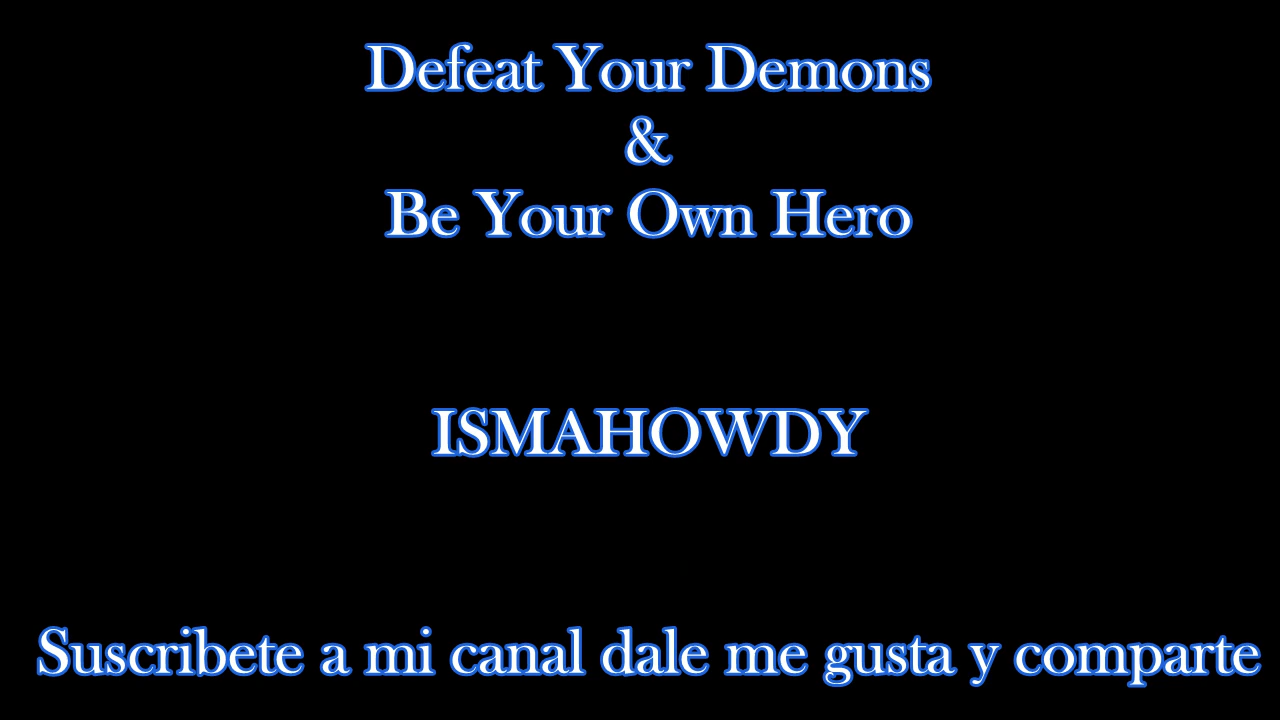 Defeat Your Demons
&
Be Your Own Hero
ISMAHOWDY
Suscribete a mi canal dale me gusta y comparte